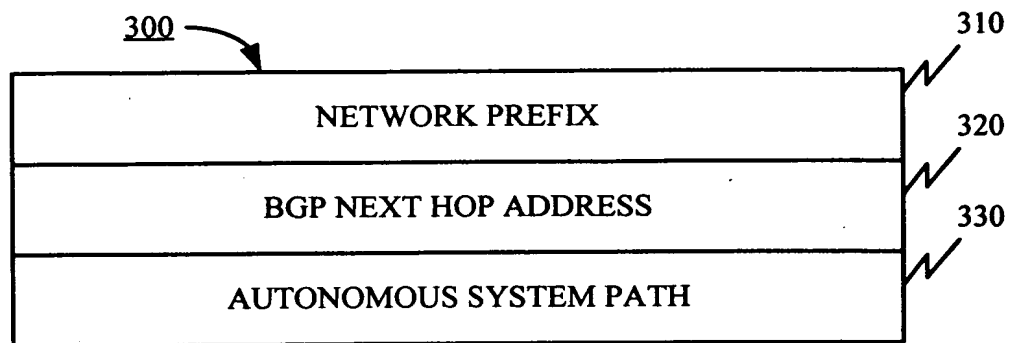 300
310
NETWORK PREFIX
320
BGP NEXT HOP ADDRESS
330
AUTONOMOUS SYSTEM PATH